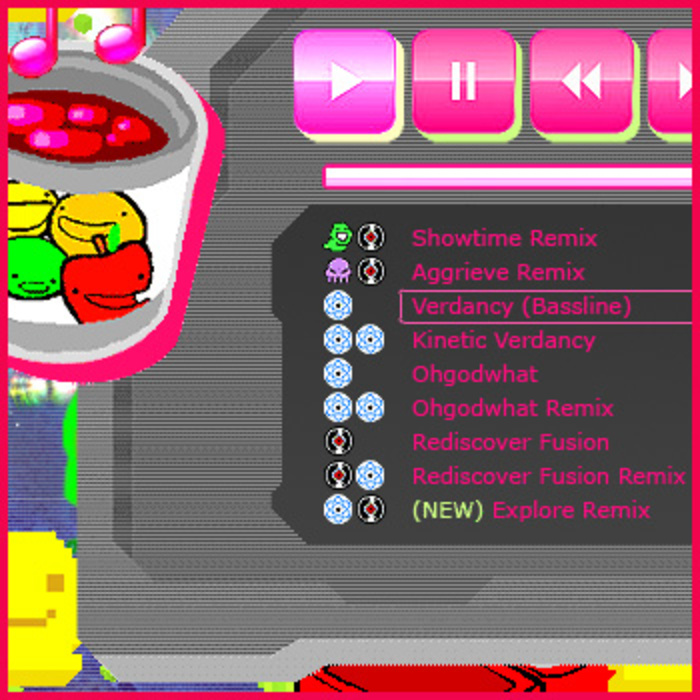 Showtime Remix
Aggrieve Remix
Verdancy (Bassline)
Kinetic Verdancy
Ohgodwhat
Ohgodwhat Remix
Rediscover Fusion
Rediscover Fusion Remix
(NEW) Explore Remix